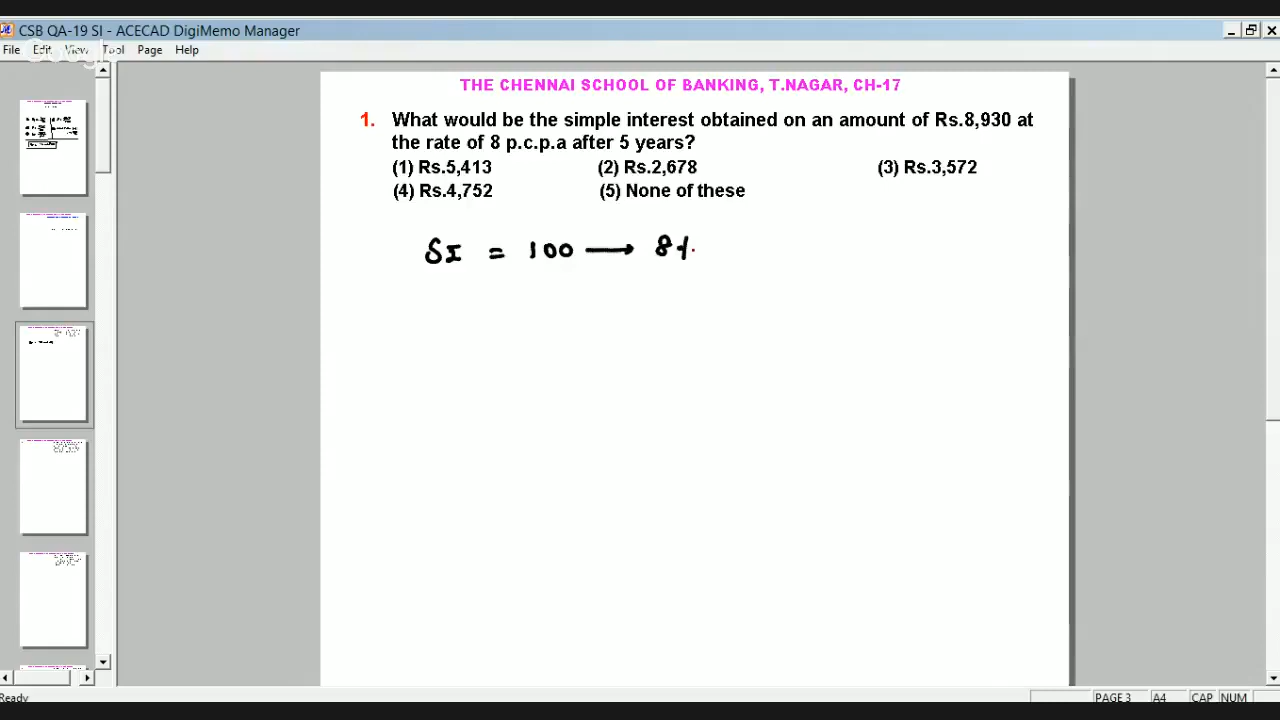 CSB QA-19 SI - ACECAD DigiMemo Manager
File Edit View Tool Page Help
Google
THE CHENNAI SCHOOL OF BANKING, T.NAGAR, CH-17
1. What would be the simple interest obtained on an amount of Rs.8,930 at
the rate of 8 p.c.p.a after 5 years?
(1) Rs.5,413 (2) Rs.2,678 (3) Rs.3,572
(4) Rs.4,752 (5) None of these
SI = 100 → 8%
Ready PAGE 3 A4 CAP NUM